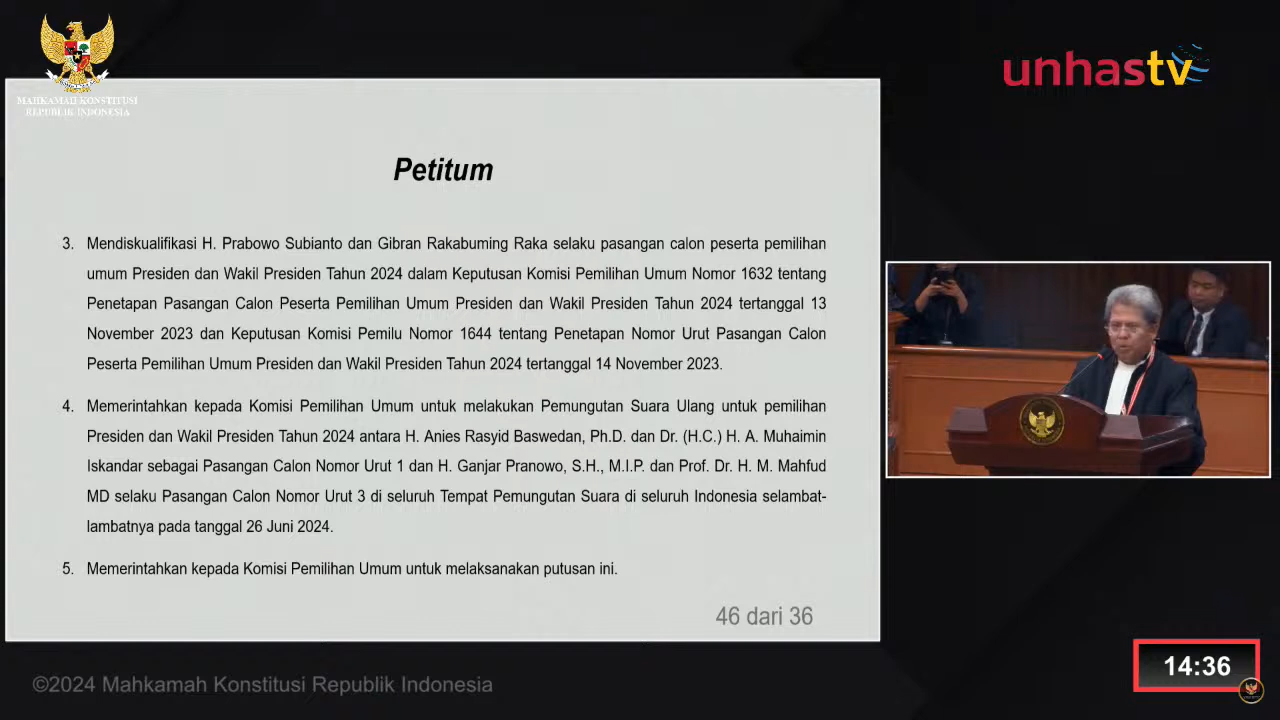 MAHKAMAH KONSTITUSI
REPUBLIK INDONESIA
unhastv
Petitum
3. Mendiskualifikasi H. Prabowo Subianto dan Gibran Rakabuming Raka selaku pasangan calon peserta pemilihan
umum Presiden dan Wakil Presiden Tahun 2024 dalam Keputusan Komisi Pemilihan Umum Nomor 1632 tentang
Penetapan Pasangan Calon Peserta Pemilihan Umum Presiden dan Wakil Presiden Tahun 2024 tertanggal 13
November 2023 dan Keputusan Komisi Pemilu Nomar 1644 tentang Penetapan Nomor Urut Pasangan Calon
Peserta Pemilihan Umum Presiden dan Wakil Presiden Tahun 2024 tertanggal 14 November 2023.
4. Memerintahkan kepada Komisi Pemilihan Umum untuk melakukan Pemungutan Suara Ulang untuk pemilihan
Presiden dan Wakil Presiden Tahun 2024 antara H. Anies Rasyid Baswedan, Ph.D. dan Dr. (H.C.) H. A. Muhaimin
Iskandar sebagai Pasangan Calon Nomor Urut 1 dan H. Ganjar Pranowo, S.H., M.I.P. dan Prof. Dr. H. M. Mahfud
MD selaku Pasangan Calon Nomor Urut 3 di seluruh Tempat Pemungutan Suara di seluruh Indonesia selambat-
lambatnya pada tanggal 26 Juni 2024.
5. Memerintahkan kepada Komisi Pemilihan Umum untuk melaksanakan putusan ini.
46 dari 36
14:36
©2024 Mahkamah Konstitusi Republik Indonesia